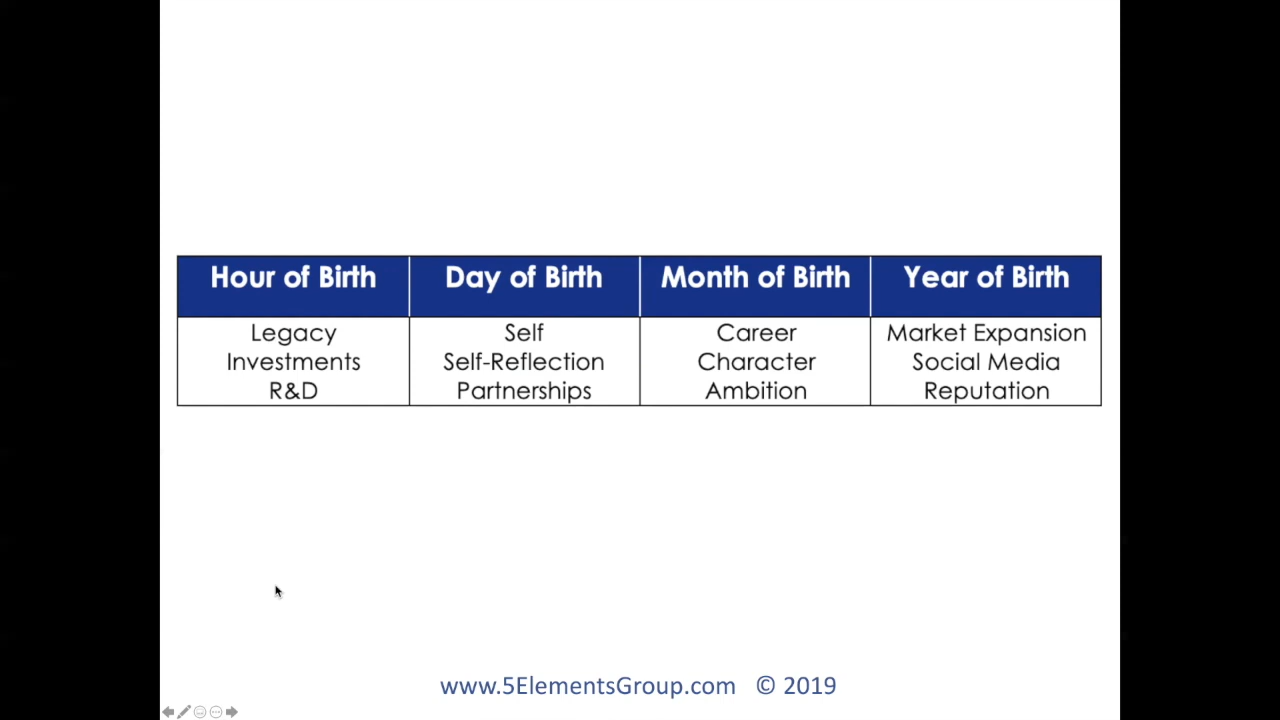 Hour of Birth Day of Birth Month of Birth Year of Birth
Legacy Self Career Market Expansion
Investments Self-Reflection Character Social Media
R&D Partnerships Ambition Reputation
www.5ElementsGroup.com © 2019